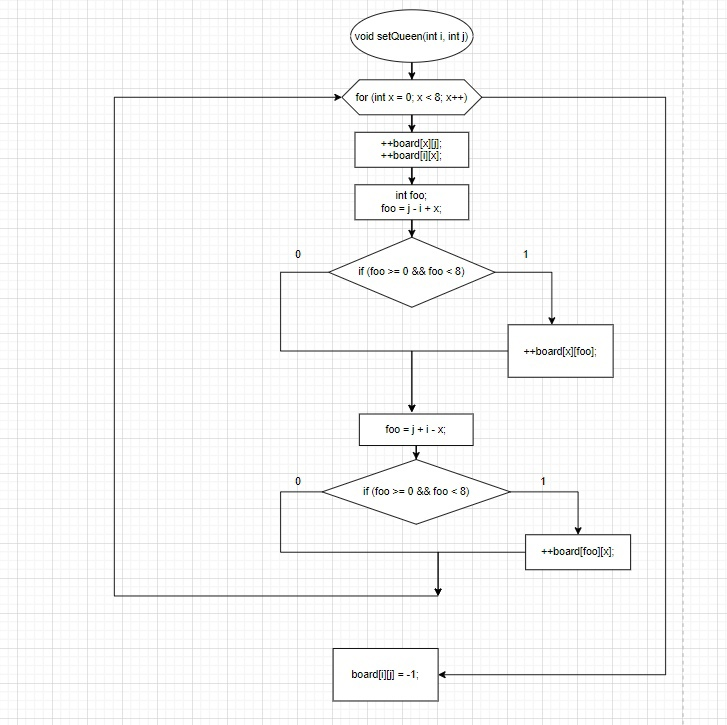 void setQueen(int i, int j)
for (int x = 0; x < 8; x++)
++board[x][j];
++board[i][x];
int foo;
foo = j - i + x;
0
1
if (foo >= 0 && foo < 8)
++board[x][foo];
foo = j + i - x;
0
1
if (foo >= 0 && foo < 8)
++board[foo][x];
board[i][j] = -1;